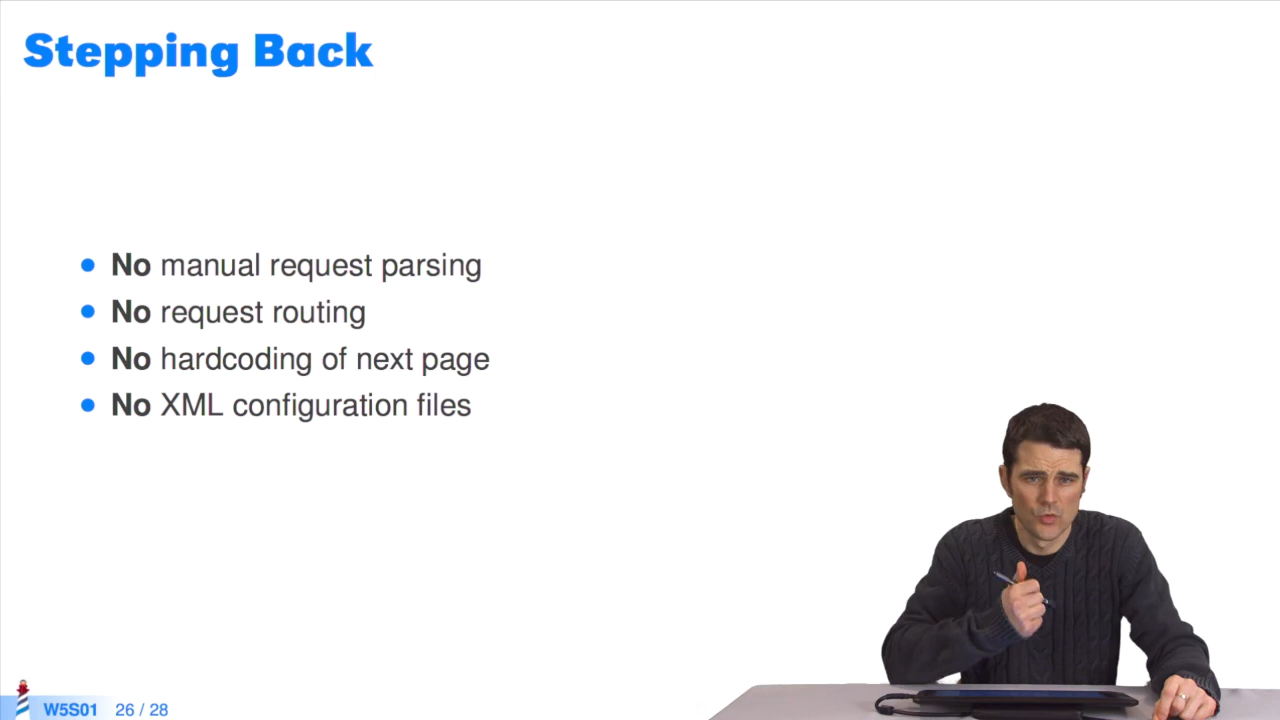 Stepping Back
No manual request parsing
No request routing
No hardcoding of next page
No XML configuration files
W5S01 26 / 28